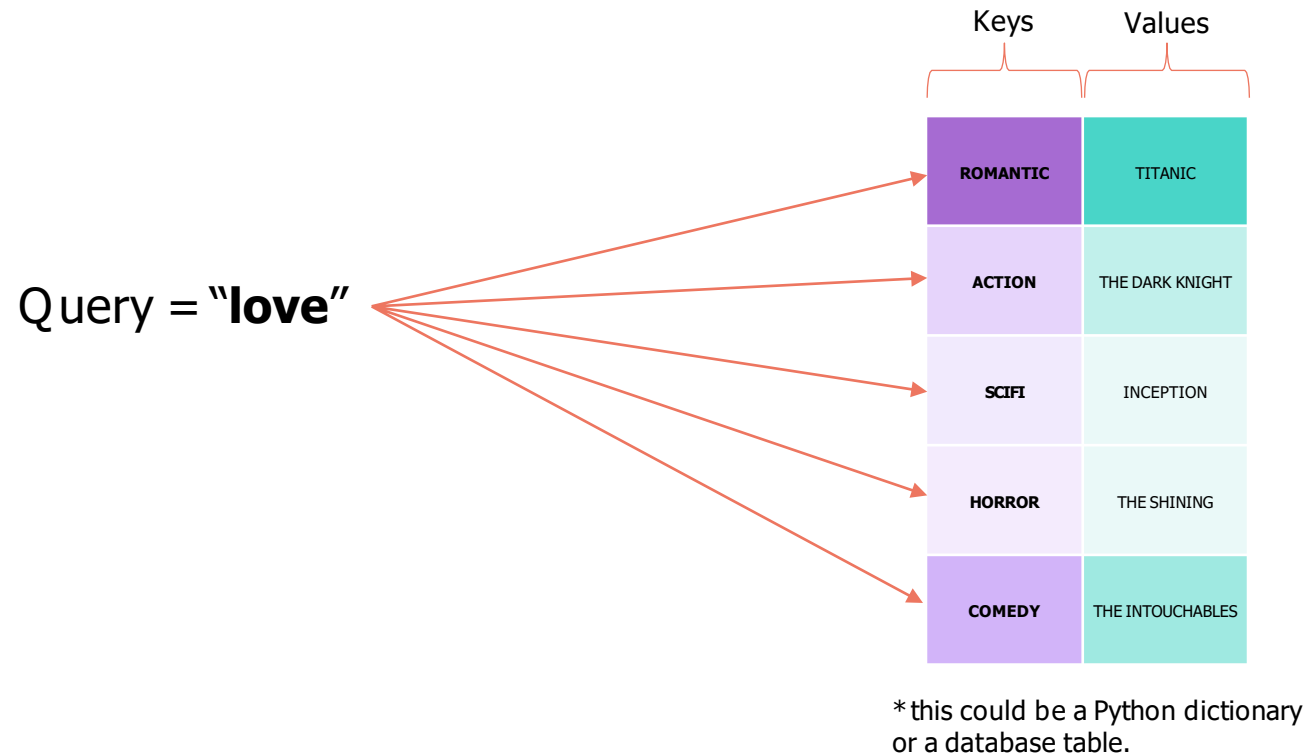 Keys Values
Query = “love”
ROMANTIC TITANIC
ACTION THE DARK KNIGHT
SCIFI INCEPTION
HORROR THE SHINING
COMEDY THE INTOUCHABLES
*this could be a Python dictionary
or a database table.